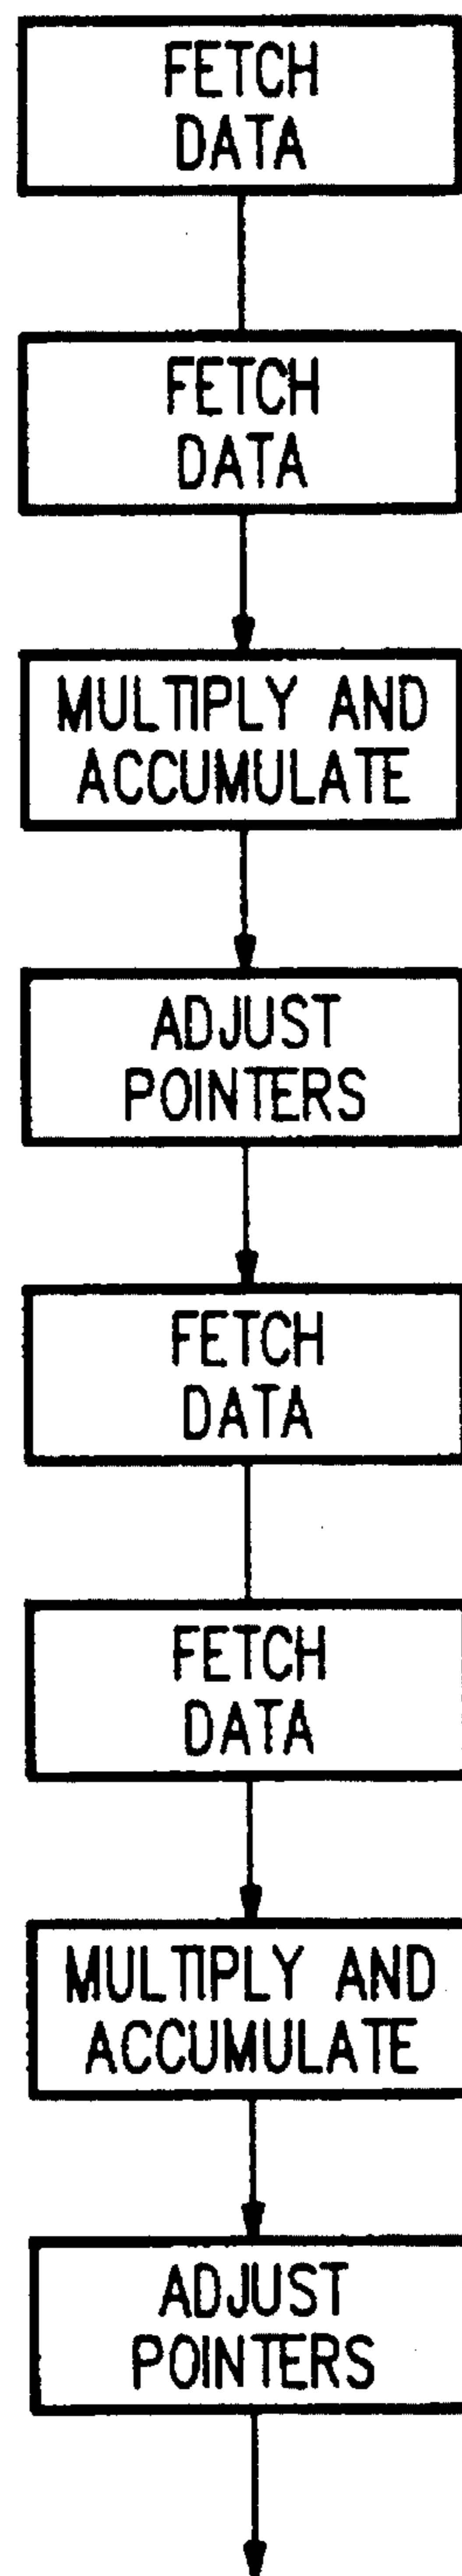 FETCH
DATA
FETCH
DATA
MULTIPLY AND
ACCUMULATE
ADJUST
POINTERS
FETCH
DATA
FETCH
DATA
MULTIPLY AND
ACCUMULATE
ADJUST
POINTERS